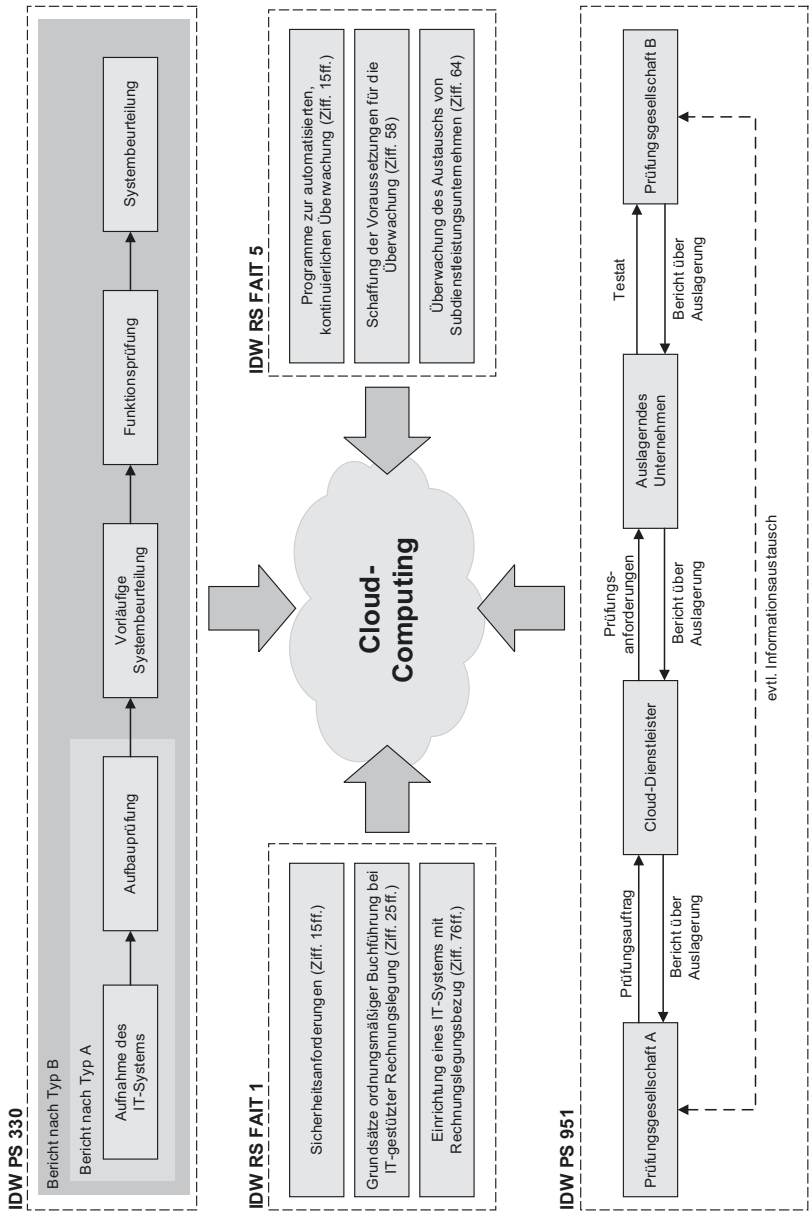 IDW PS 330
Bericht nach Typ B
Bericht nach Typ A
Aufnahme des
IT-Systems
Aufbauprüfung
Vorläufige
Systembeurteilung
Funktionsprüfung
Systembeurteilung
IDW RS FAIT 1
Sicherheitsanforderungen (Ziff. 15ff.)
Grundsätze ordnungsmäßiger Buchführung bei
IT-gestützter Rechnungslegung (Ziff. 25ff.)
Einrichtung eines IT-Systems mit
Rechnungslegungsbezug (Ziff. 76ff.)
Cloud-
Computing
IDW RS FAIT 5
Programme zur automatisierten,
kontinuierlichen Überwachung (Ziff. 15ff.)
Schaffung der Voraussetzungen für die
Überwachung (Ziff. 58)
Überwachung des Austauschs von
Subdienstleistungsunternehmen (Ziff. 64)
IDW PS 951
Prüfungsgesellschaft A
Prüfungsauftrag
Bericht über
Auslagerung
Cloud-Dienstleister
Prüfungs-
anforderungen
Bericht über
Auslagerung
Auslagerndes
Unternehmen
Testat
Bericht über
Auslagerung
Prüfungsgesellschaft B
evtl. Informationsaustausch